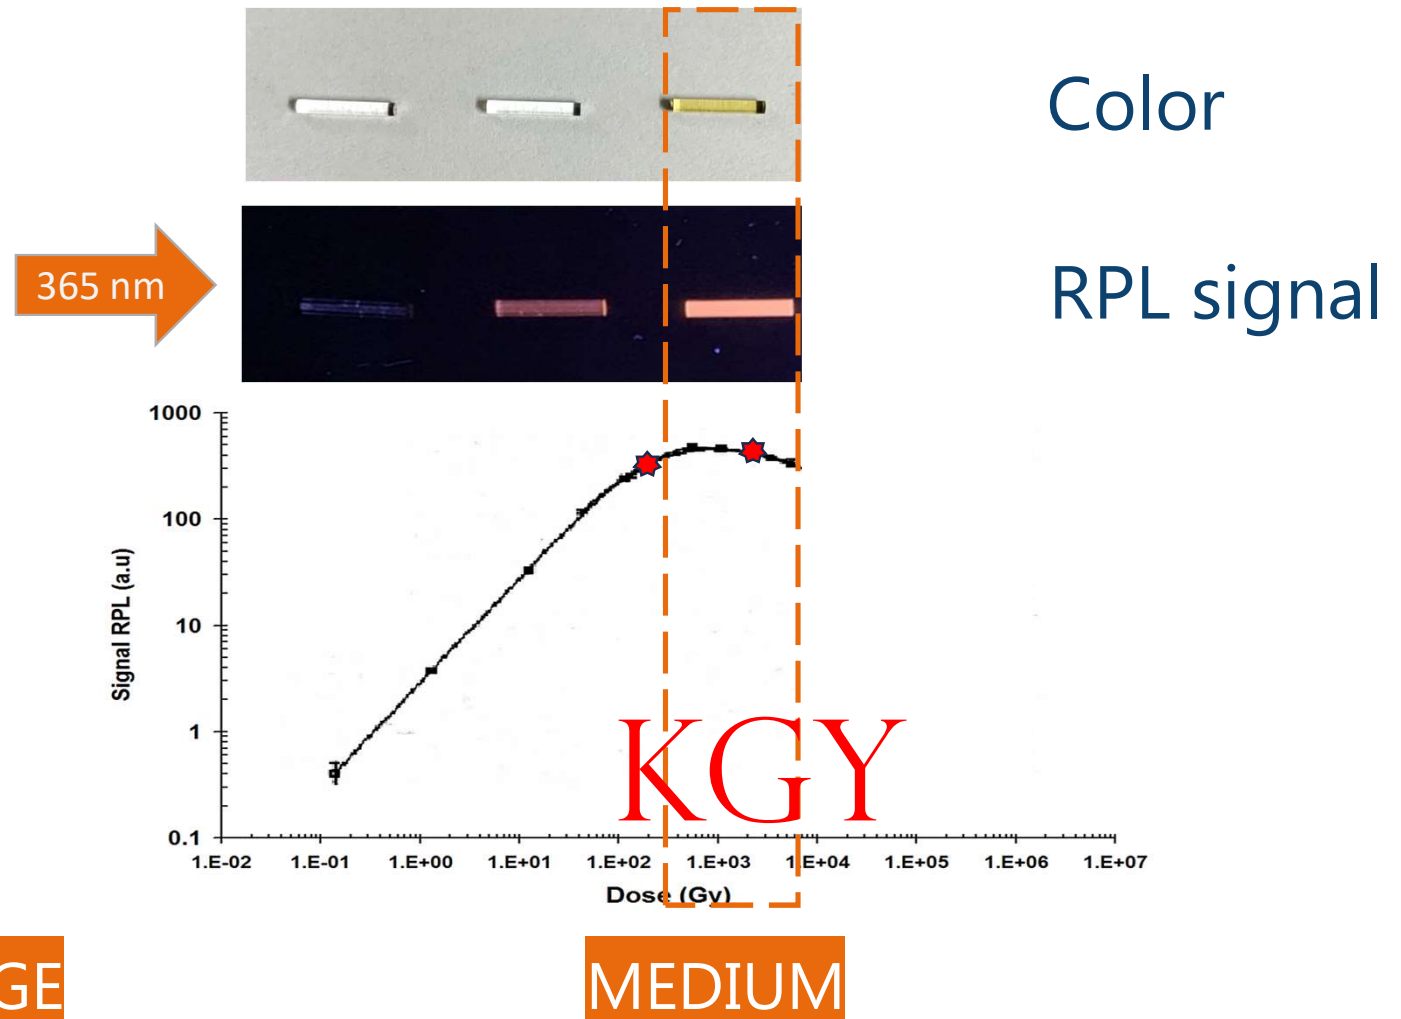 Color
365 nm
RPL signal
1000
100
10
1
0.1
Signal RPL (a.u)
KGY
1.E-02 1.E-01 1.E+00 1.E+01 1.E+02 1.E+03 1.E+04 1.E+05 1.E+06 1.E+07
Dose (Gy)
GE
MEDIUM